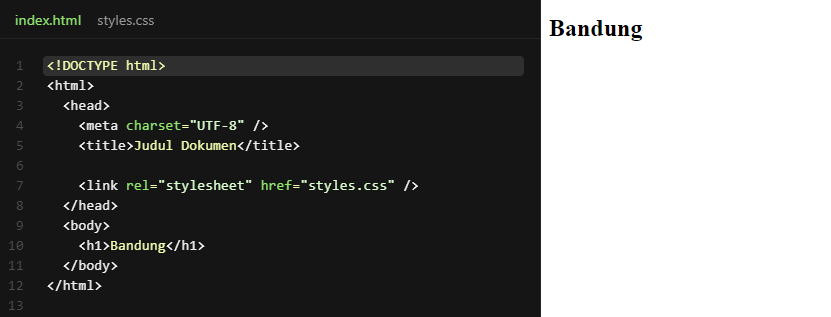 index.html styles.css
1 <!DOCTYPE html>
2 <html>
3 <head>
4 <meta charset="UTF-8" />
5 <title>Judul Dokumen</title>
6
7 <link rel="stylesheet" href="styles.css" />
8 </head>
9 <body>
10 <h1>Bandung</h1>
11 </body>
12 </html>
13
Bandung